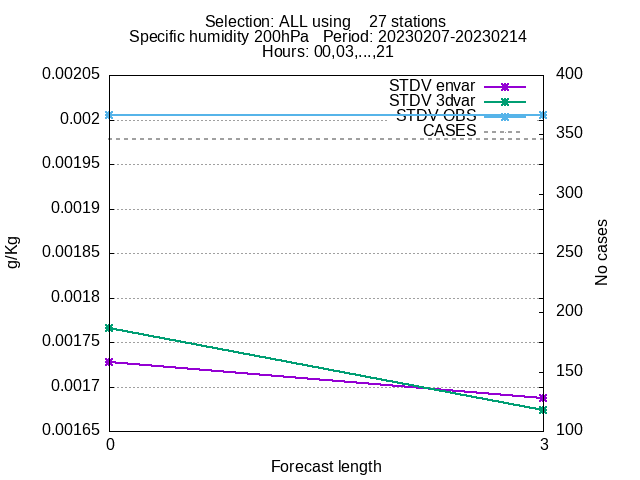 Selection: ALL using    27 stations
Specific humidity 200hPa   Period: 20230207-20230214
Hours: 00,03,...,21
0.00205
0.002
0.00195
0.0019
0.00185
0.0018
0.00175
0.0017
0.00165
g/Kg
STDV envar
STDV 3dvar
STDV OBS
CASES
400
350
300
250
200
150
100
No cases
0
3
Forecast length